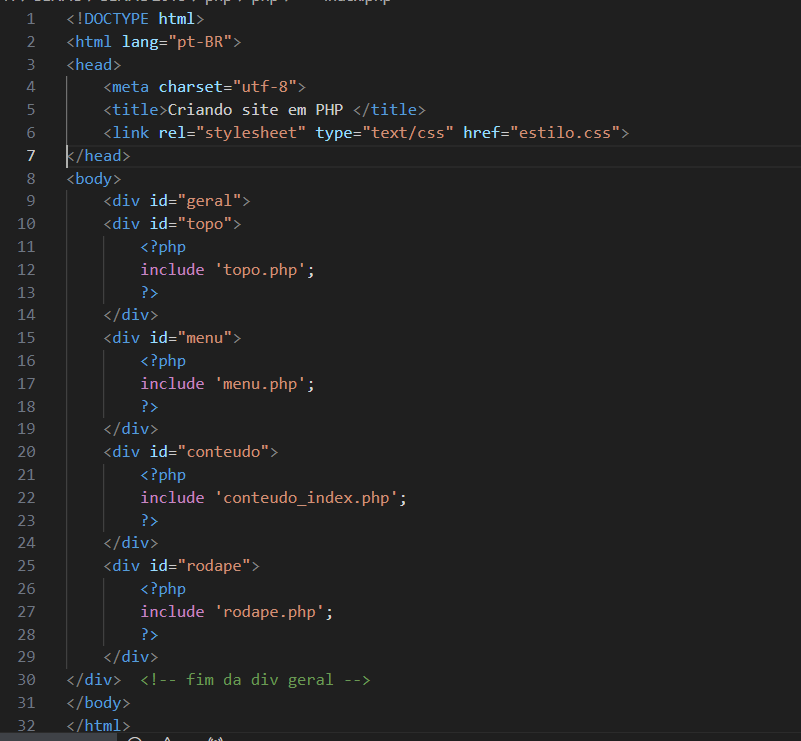 1 <!DOCTYPE html>
2 <html lang="pt-BR">
3 <head>
4 <meta charset="utf-8">
5 <title>Criando site em PHP </title>
6 <link rel="stylesheet" type="text/css" href="estilo.css">
7 </head>
8 <body>
9 <div id="geral">
10 <div id="topo">
11 <?php
12 include 'topo.php';
13 ?>
14 </div>
15 <div id="menu">
16 <?php
17 include 'menu.php';
18 ?>
19 </div>
20 <div id="conteudo">
21 <?php
22 include 'conteudo_index.php';
23 ?>
24 </div>
25 <div id="rodape">
26 <?php
27 include 'rodape.php';
28 ?>
29 </div>
30 </div> <!-- fim da div geral -->
31 </body>
32 </html>